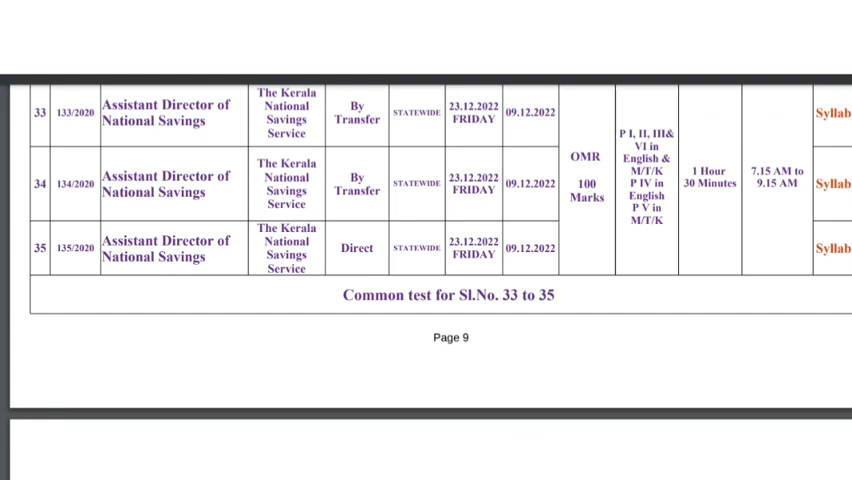 33 133/2020 Assistant Director of National Savings The Kerala National Savings Service By Transfer STATEWIDE 23.12.2022 FRIDAY 09.12.2022
34 134/2020 Assistant Director of National Savings The Kerala National Savings Service By Transfer STATEWIDE 23.12.2022 FRIDAY 09.12.2022
35 135/2020 Assistant Director of National Savings The Kerala National Savings Service Direct STATEWIDE 23.12.2022 FRIDAY 09.12.2022
OMR
100
Marks
P I, II, III&
VI in
English &
M/T/K
P IV in
English
P V in
M/T/K
1 Hour
30 Minutes
7.15 AM to
9.15 AM
Syllab
Syllab
Syllab
Common test for Sl.No. 33 to 35
Page 9